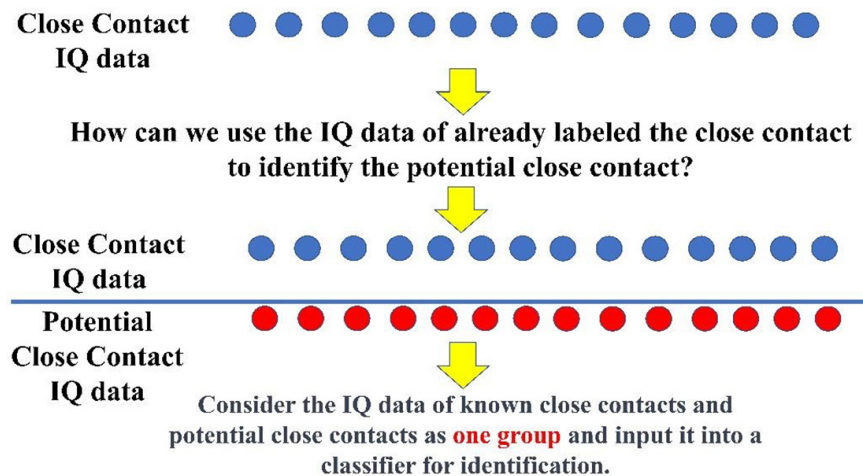 Close Contact
IQ data
How can we use the IQ data of already labeled the close contact
to identify the potential close contact?
Close Contact
IQ data
Potential
Close Contact
IQ data
Consider the IQ data of known close contacts and
potential close contacts as one group and input it into a
classifier for identification.